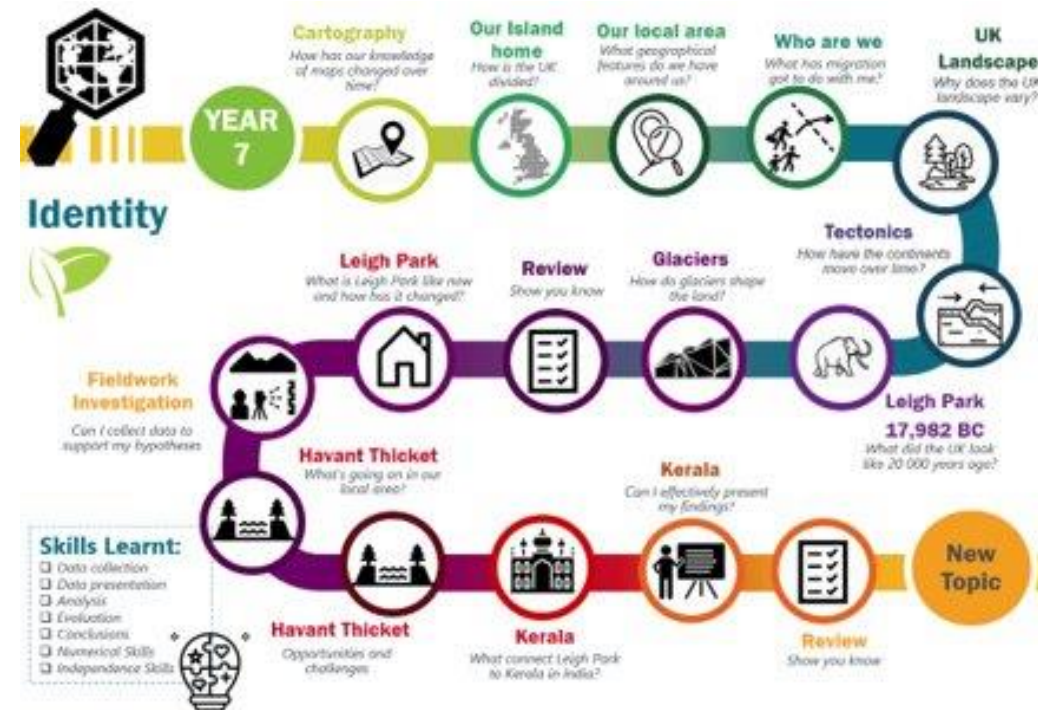 Cartography
How has our knowledge
of maps changed over
time?
Our Island
home
How is the UK
divided?
Our local area
What geographical
features do we have
around us?
Who are we
What has migration
got to do with me?
UK
Landscape
Why does the UK
landscape vary?
YEAR
7
Identity
Tectonics
How have the continents
move over time?
Leigh Park
What is Leigh Park like now
and how has it changed?
Review
Show you know
Glaciers
How do glaciers shape
the land?
Leigh Park
17,982 BC
What did the UK look
like 20 000 years ago?
Fieldwork
Investigation
Can I collect data to
support my hypotheses
Havant Thicket
What's going on in our
local area?
Kerala
Can I effectively present
my findings?
New
Topic
Skills Learnt:
Data collection
Data presentation
Analysis
Evaluation
Conclusions
Numerical Skills
Independence Skills
Havant Thicket
Opportunities and
challenges
Kerala
What connect Leigh Park
to Kerala in India?
Review
Show you know